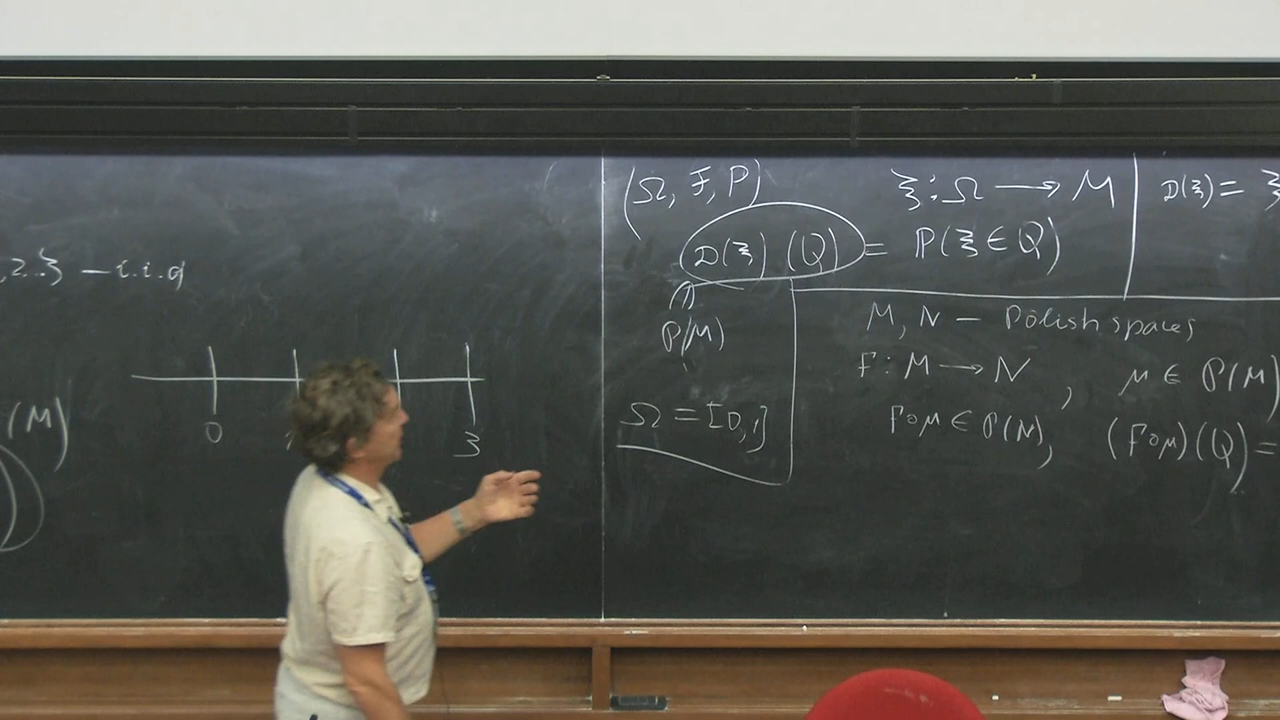 ,2..} — i.i.d
(M)
0
3
(Ω, F, P)
ξ : Ω → M
D(ξ) (Q) = P(ξ ∈ Q)
P(M)
Ω = [0,1]
D(ξ) = ξ
M, N — Polish spaces
F : M → N , μ ∈ P(M)
F∘μ ∈ P(N), (F∘μ)(Q) =